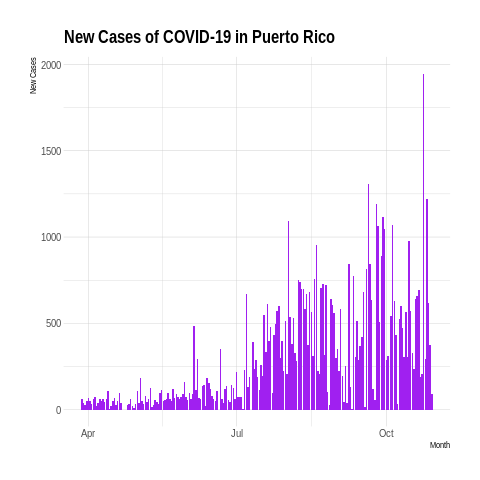 New Cases of COVID-19 in Puerto Rico
New Cases
2000
1500
1000
500
0
Apr Jul Oct
Month